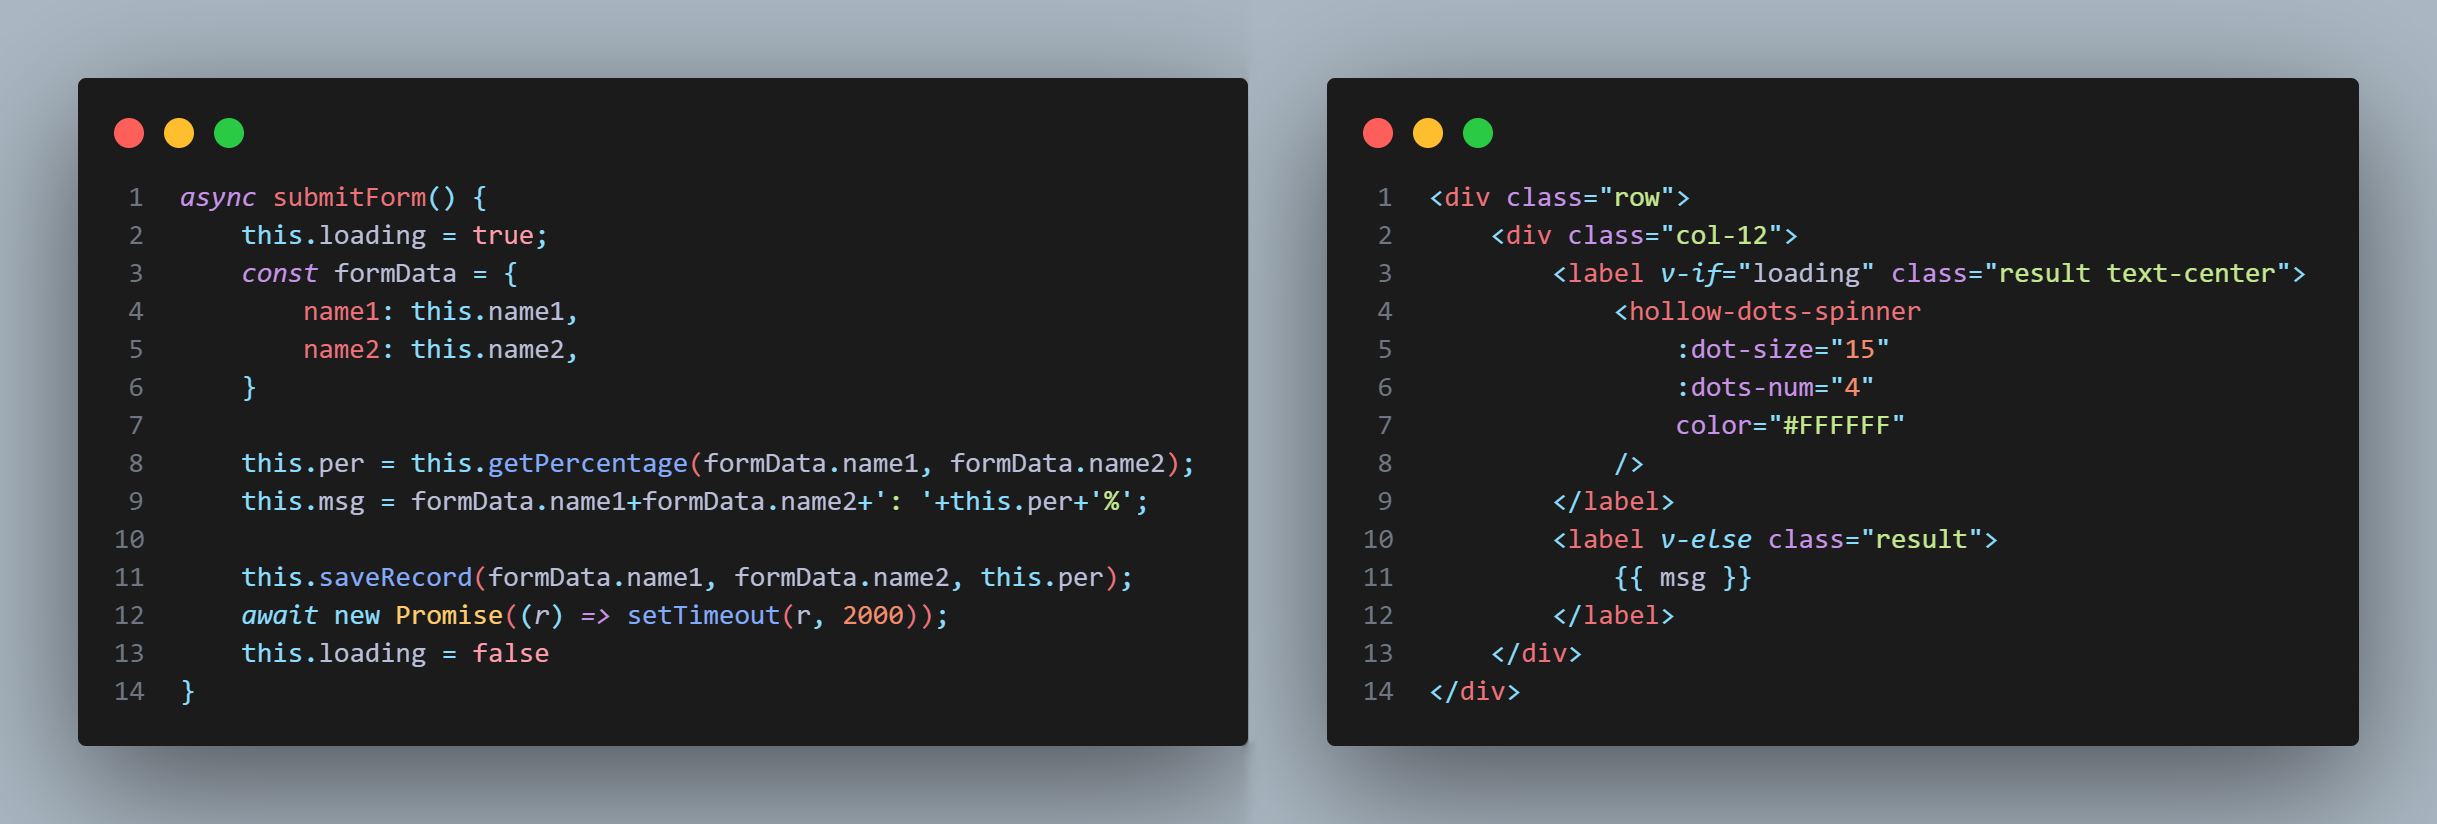 1 async submitForm() {
2     this.loading = true;
3     const formData = {
4         name1: this.name1,
5         name2: this.name2,
6     }
7
8     this.per = this.getPercentage(formData.name1, formData.name2);
9     this.msg = formData.name1+formData.name2+': '+this.per+'%';
10
11     this.saveRecord(formData.name1, formData.name2, this.per);
12     await new Promise((r) => setTimeout(r, 2000));
13     this.loading = false
14 }
1 <div class="row">
2     <div class="col-12">
3         <label v-if="loading" class="result text-center">
4             <hollow-dots-spinner
5                 :dot-size="15"
6                 :dots-num="4"
7                 color="#FFFFFF"
8             />
9         </label>
10         <label v-else class="result">
11             {{ msg }}
12         </label>
13     </div>
14 </div>